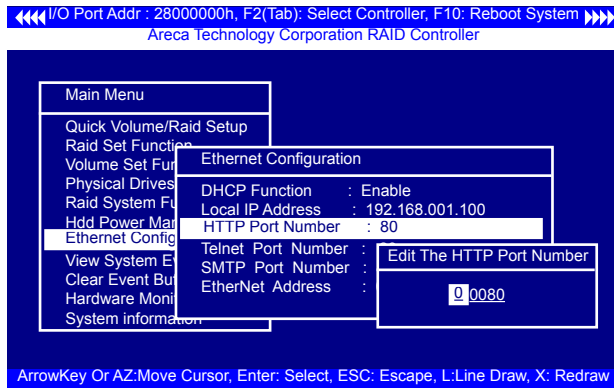 I/O Port Addr : 28000000h, F2(Tab): Select Controller, F10: Reboot System
Areca Technology Corporation RAID Controller
Main Menu
Quick Volume/Raid Setup
Raid Set Function
Volume Set Fun
Physical Drives
Raid System Fu
Hdd Power Man
Ethernet Config
View System Ev
Clear Event Buf
Hardware Moni
System information
Ethernet Configuration
DHCP Function : Enable
Local IP Address : 192.168.001.100
HTTP Port Number : 80
Telnet Port Number :
SMTP Port Number :
EtherNet Address :
Edit The HTTP Port Number
0 0080
ArrowKey Or AZ:Move Cursor, Enter: Select, ESC: Escape, L:Line Draw, X: Redraw